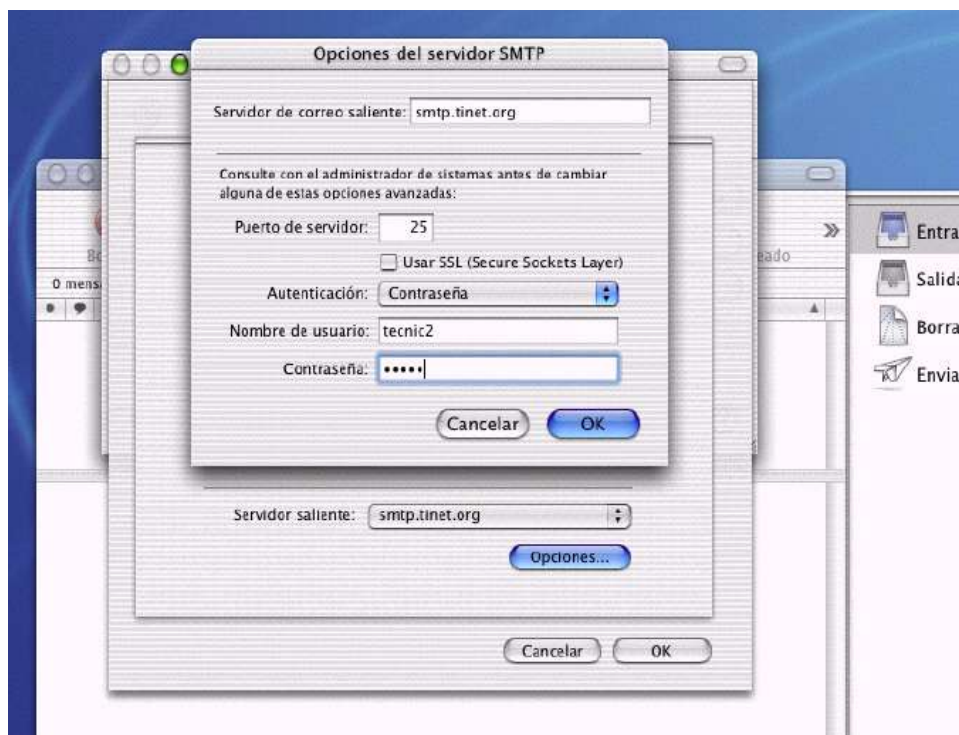 Opciones del servidor SMTP
Servidor de correo saliente: smtp.tinet.org
Consulte con el administrador de sistemas antes de cambiar
alguna de estas opciones avanzadas:
Puerto de servidor: 25
Usar SSL (Secure Sockets Layer)
Autenticación: Contraseña
Nombre de usuario: tecnic2
Contraseña: •••••
Cancelar OK
Servidor saliente: smtp.tinet.org
Opciones...
Cancelar OK
0 mens
eado
Entra
Salida
Borra
Envia